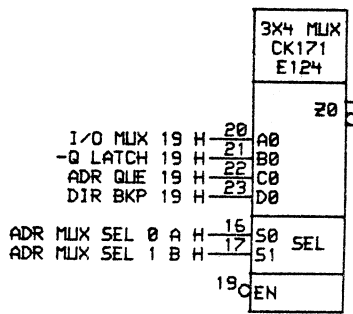 3X4 MUX
CK171
E124
Z0
I/O MUX 19 H 20 A0
-Q LATCH 19 H 21 B0
ADR QUE 19 H 22 C0
DIR BKP 19 H 23 D0
ADR MUX SEL 0 A H 16 S0 SEL
ADR MUX SEL 1 B H 17 S1
19 EN